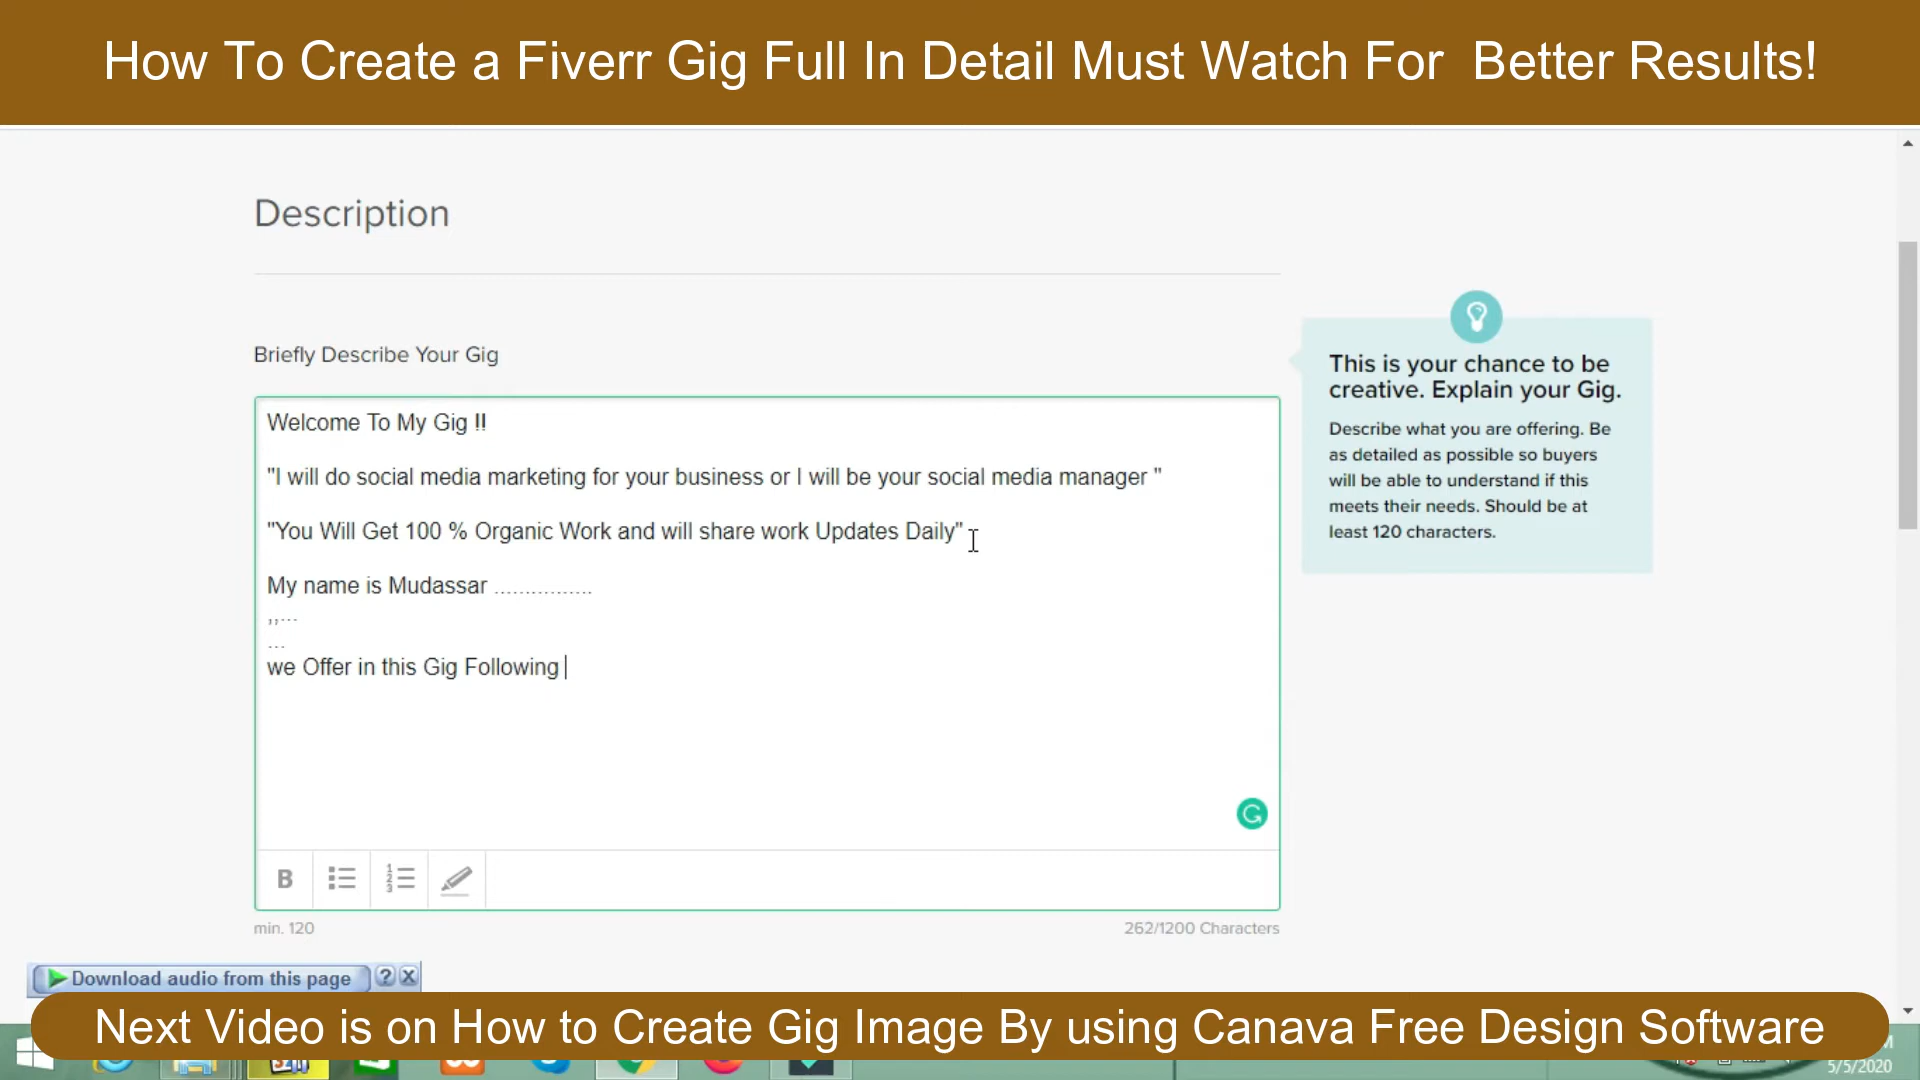 How To Create a Fiverr Gig Full In Detail Must Watch For  Better Results!
Description
Briefly Describe Your Gig
Welcome To My Gig !!
"I will do social media marketing for your business or I will be your social media manager "
"You Will Get 100 % Organic Work and will share work Updates Daily"
My name is Mudassar ................
,,...
...
we Offer in this Gig Following
B
min. 120
262/1200 Characters
This is your chance to be
creative. Explain your Gig.
Describe what you are offering. Be
as detailed as possible so buyers
will be able to understand if this
meets their needs. Should be at
least 120 characters.
Download audio from this page ? X
Next Video is on How to Create Gig Image By using Canava Free Design Software
5/5/2020